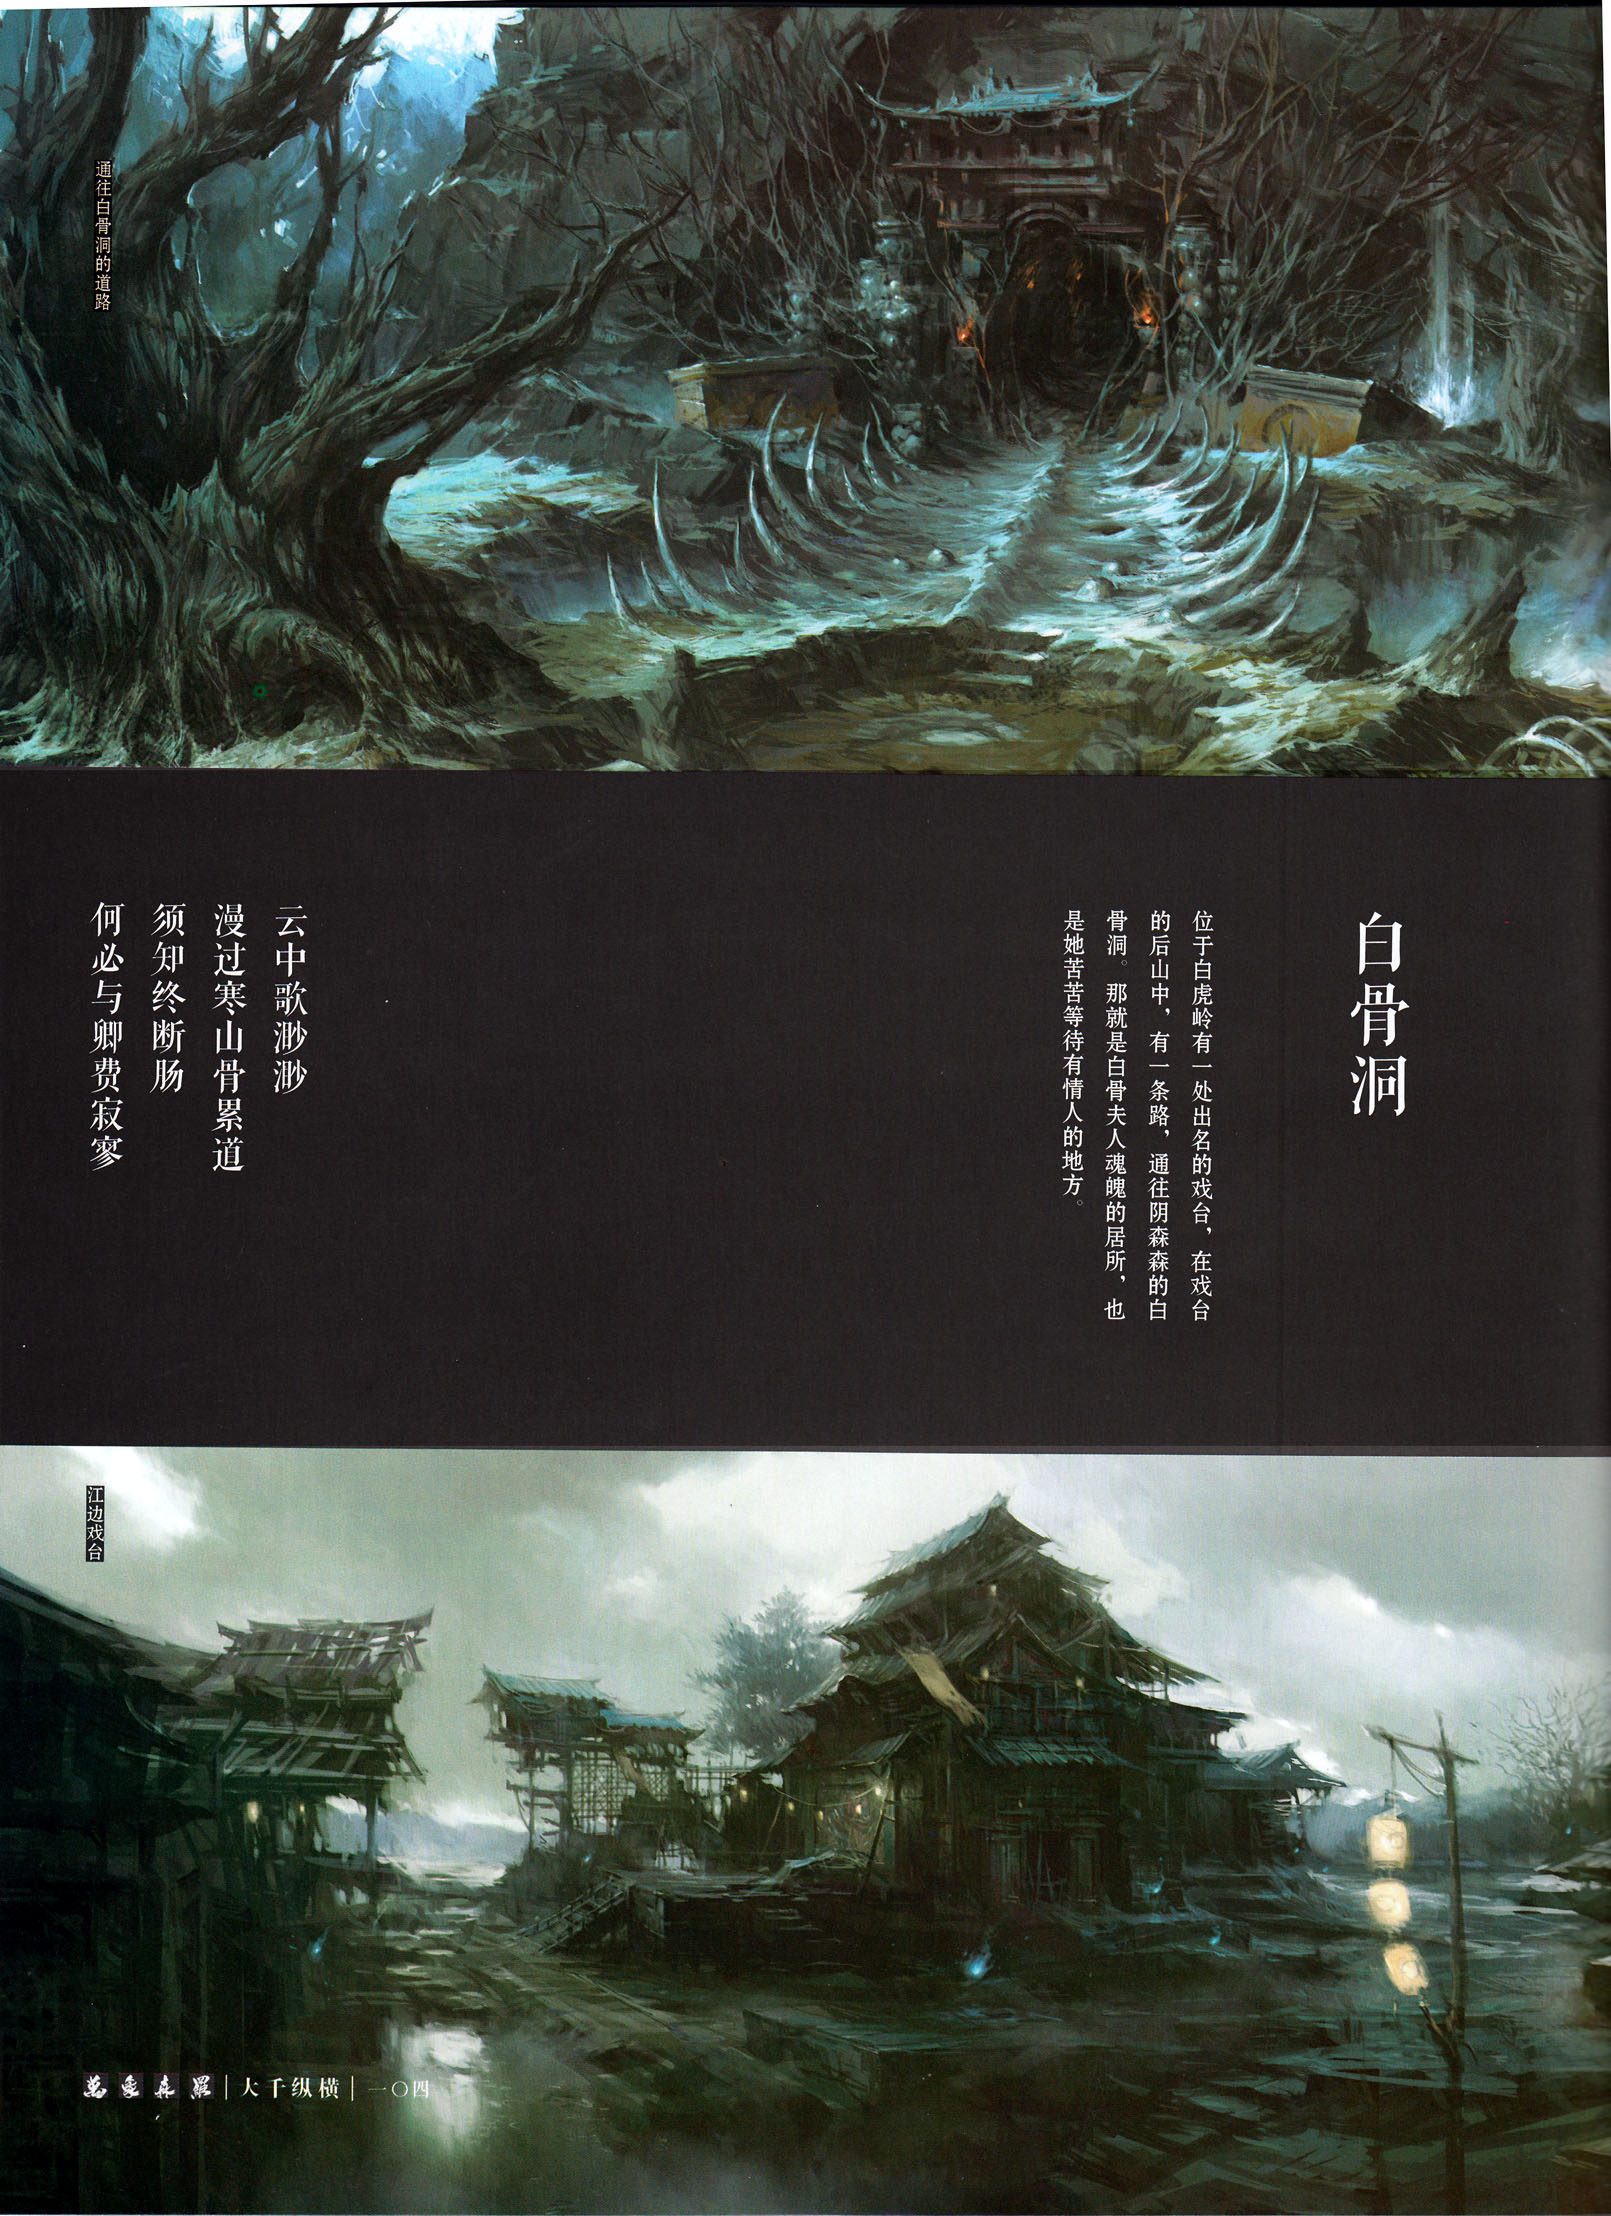 通往白骨洞的道路
白骨洞
位于白虎岭有一处出名的戏台，在戏台
的后山中，有一条路，通往阴森森的白
骨洞。那就是白骨夫人魂魄的居所，也
是她苦苦等待有情人的地方。
云中歌渺渺
漫过寒山骨累道
须知终断肠
何必与卿费寂寥
江边戏台
萬象森羅|大千纵横|一〇四